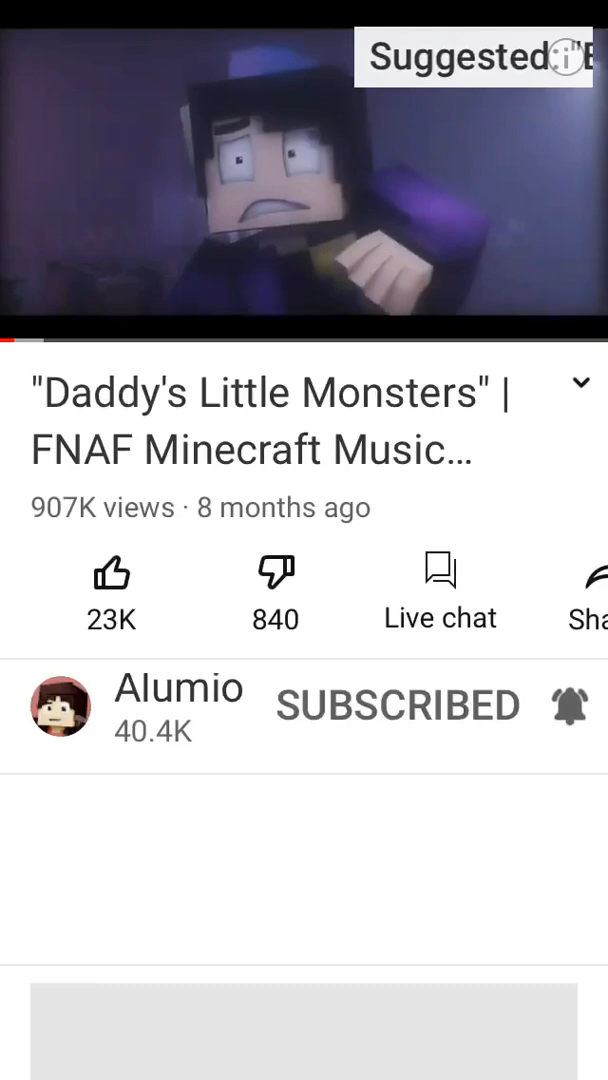 Suggested: "E
"Daddy's Little Monsters" |
FNAF Minecraft Music...
907K views · 8 months ago
23K
840
Live chat
Sha
Alumio
SUBSCRIBED
40.4K